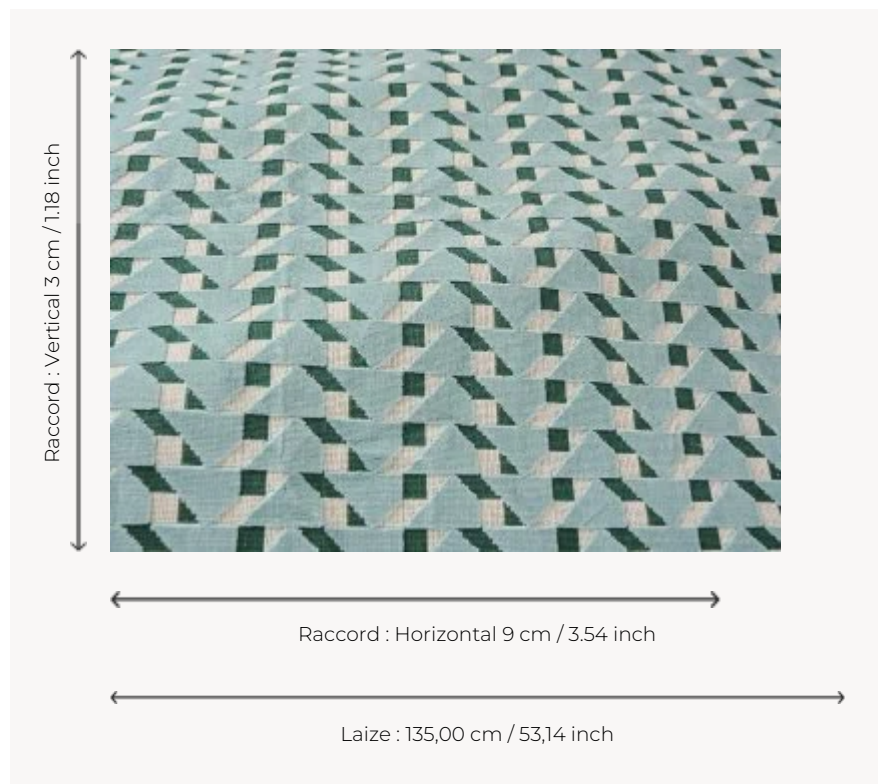 Raccord : Vertical 3 cm / 1.18 inch
Raccord : Horizontal 9 cm / 3.54 inch
Laize : 135,00 cm / 53,14 inch